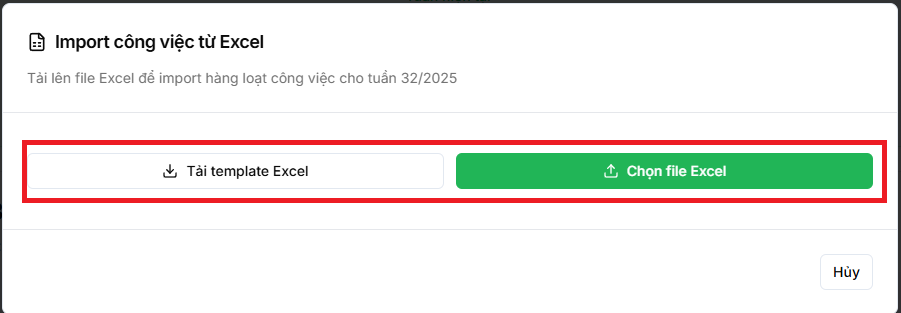 Import công việc từ Excel
Tải lên file Excel để import hàng loạt công việc cho tuần 32/2025
Tải template Excel
Chọn file Excel
Hủy